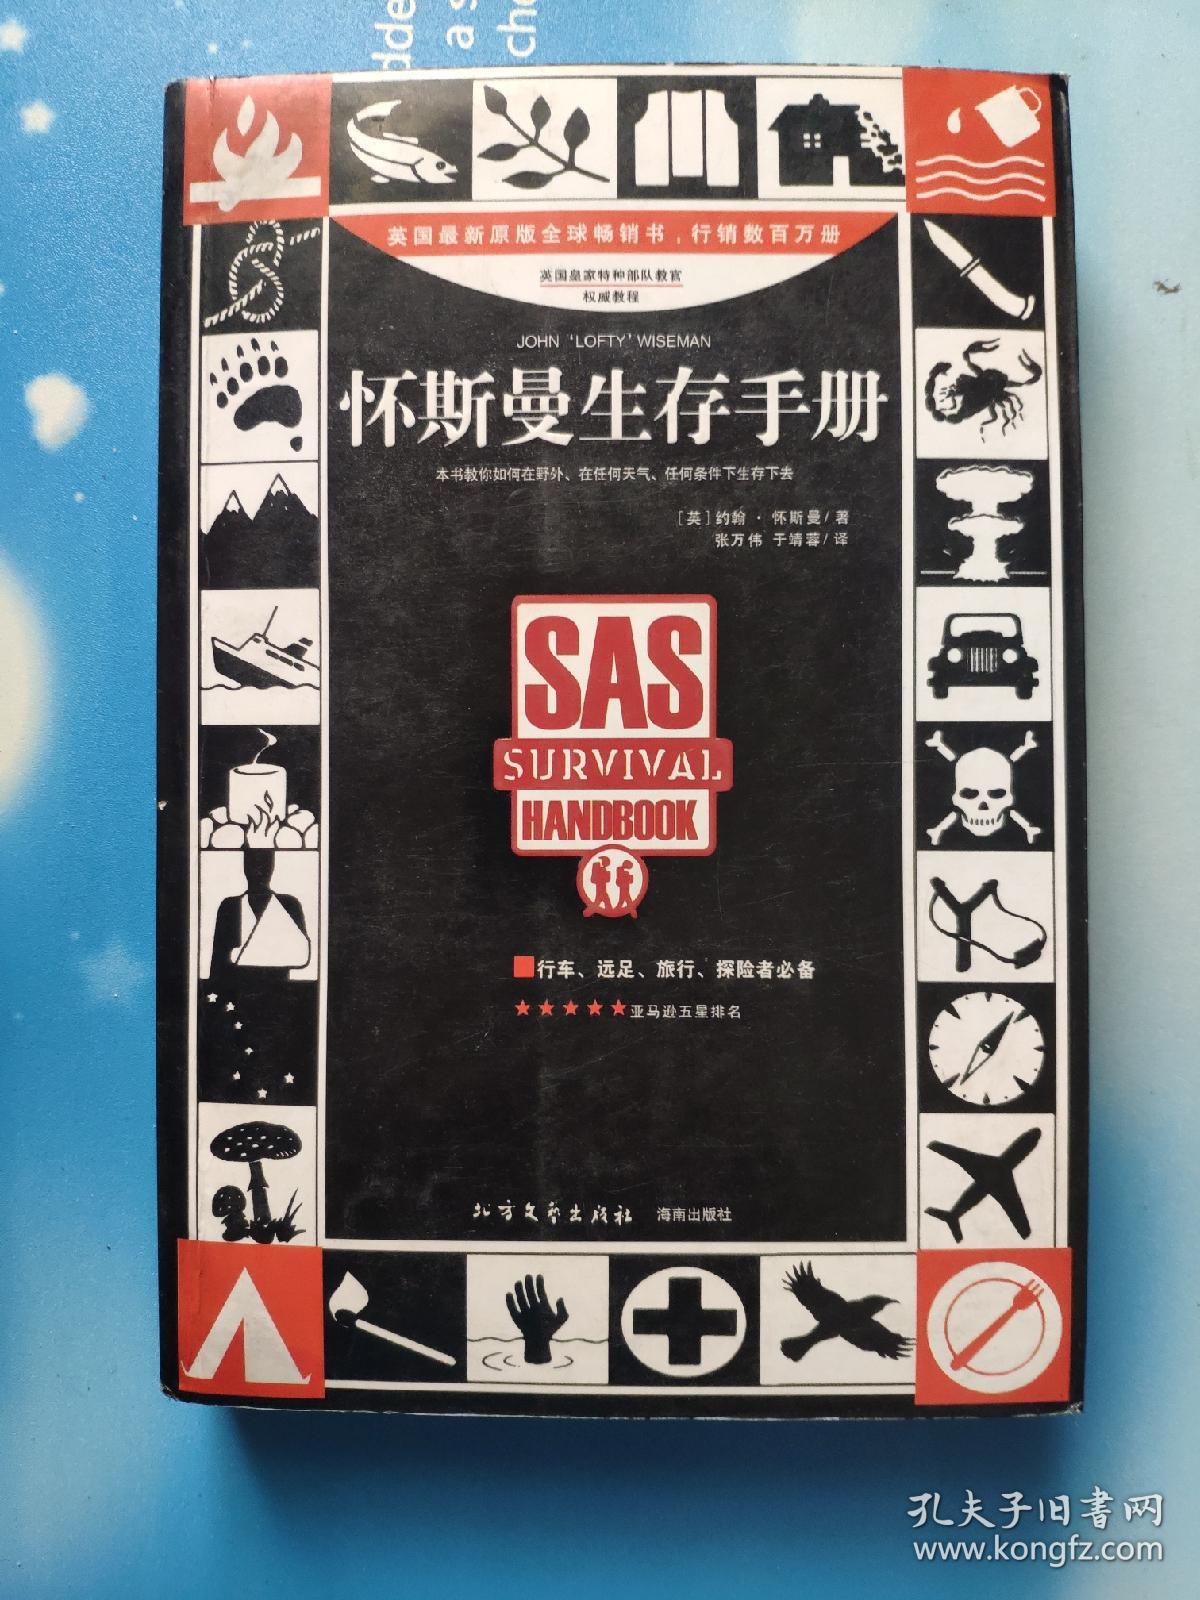 dde
a s
che
英国最新原版全球畅销书，行销数百万册
英国皇家特种部队教官
权威教程
JOHN 'LOFTY' WISEMAN
怀斯曼生存手册
本书教你如何在野外、在任何天气、任何条件下生存下去
［英］约翰·怀斯曼/著
张万伟 于靖蓉/译
SAS
SURVIVAL
HANDBOOK
行车、远足、旅行、探险者必备
★★★★★亚马逊五星排名
北方文艺出版社 海南出版社
孔夫子旧书网
www.kongfz.com